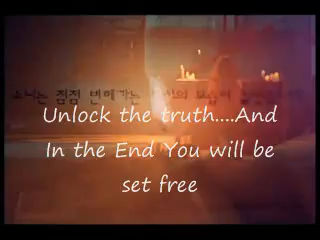 소녀는 점점 변해가는
Unlock the truth....And
In the End You will be
set free